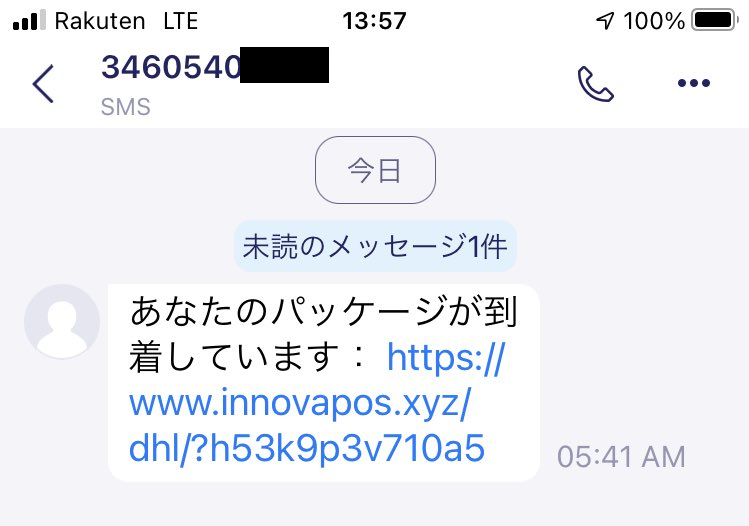 Rakuten LTE 13:57 100%
3460540
SMS
今日
未読のメッセージ1件
あなたのパッケージが到
着しています： https://
www.innovapos.xyz/
dhl/?h53k9p3v710a5
05:41 AM